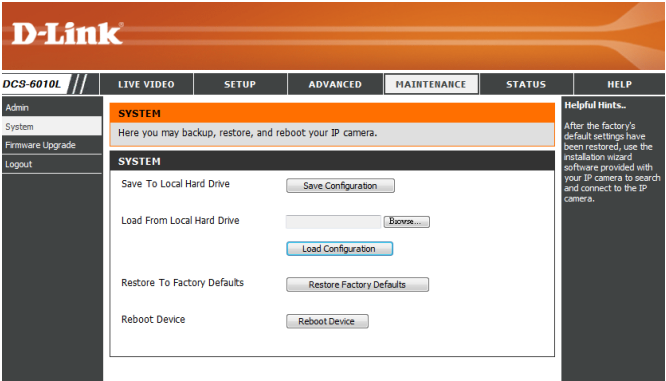 D-Link
DCS-6010L // LIVE VIDEO SETUP ADVANCED MAINTENANCE STATUS HELP
Admin
System
Firmware Upgrade
Logout
SYSTEM
Here you may backup, restore, and reboot your IP camera.
SYSTEM
Save To Local Hard Drive Save Configuration
Load From Local Hard Drive Browse...
Load Configuration
Restore To Factory Defaults Restore Factory Defaults
Reboot Device Reboot Device
Helpful Hints..
After the factory's
default settings have
been restored, use the
installation wizard
software provided with
your IP camera to search
and connect to the IP
camera.